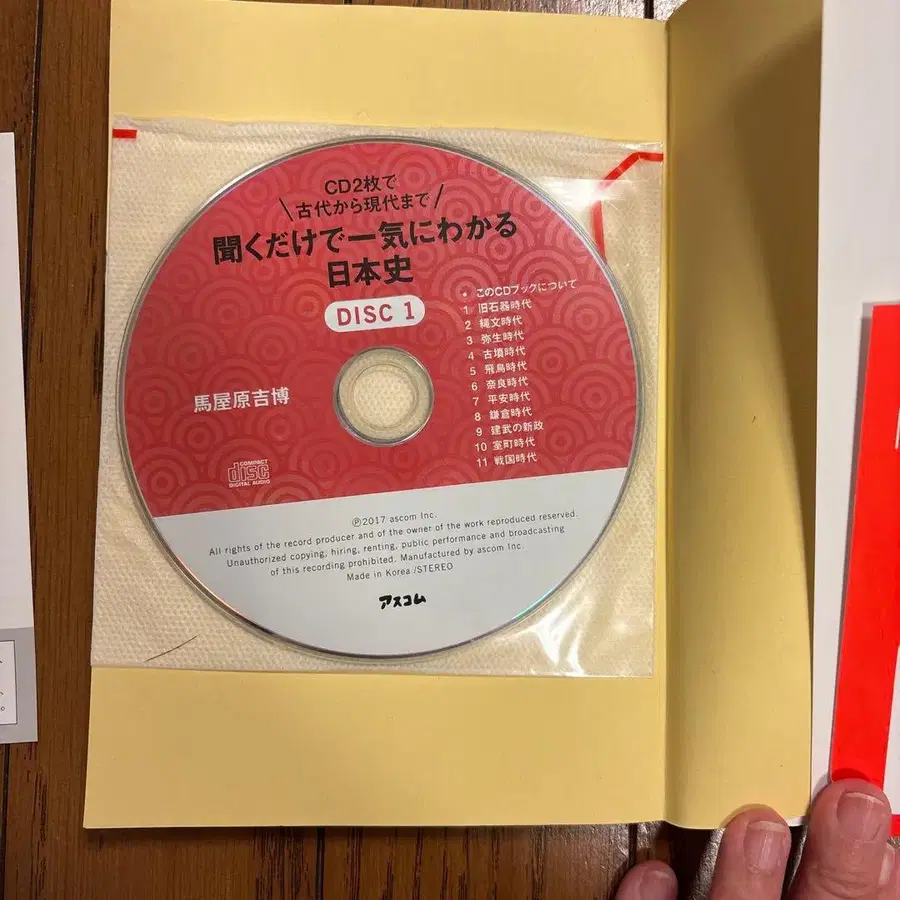 CD2枚で
\古代から現代まで/
聞くだけで一気にわかる
日本史
DISC 1
● このCDブックについて
1 旧石器時代
2 縄文時代
3 弥生時代
4 古墳時代
5 飛鳥時代
6 奈良時代
7 平安時代
8 鎌倉時代
9 建武の新政
10 室町時代
11 戦国時代
馬屋原吉博
COMPACT
disc
DIGITAL AUDIO
Ⓟ2017 ascom Inc.
All rights of the record producer and of the owner of the work reproduced reserved.
Unauthorized copying, hiring, renting, public performance and broadcasting
of this recording prohibited. Manufactured by ascom Inc.
Made in Korea /STEREO
アスコム